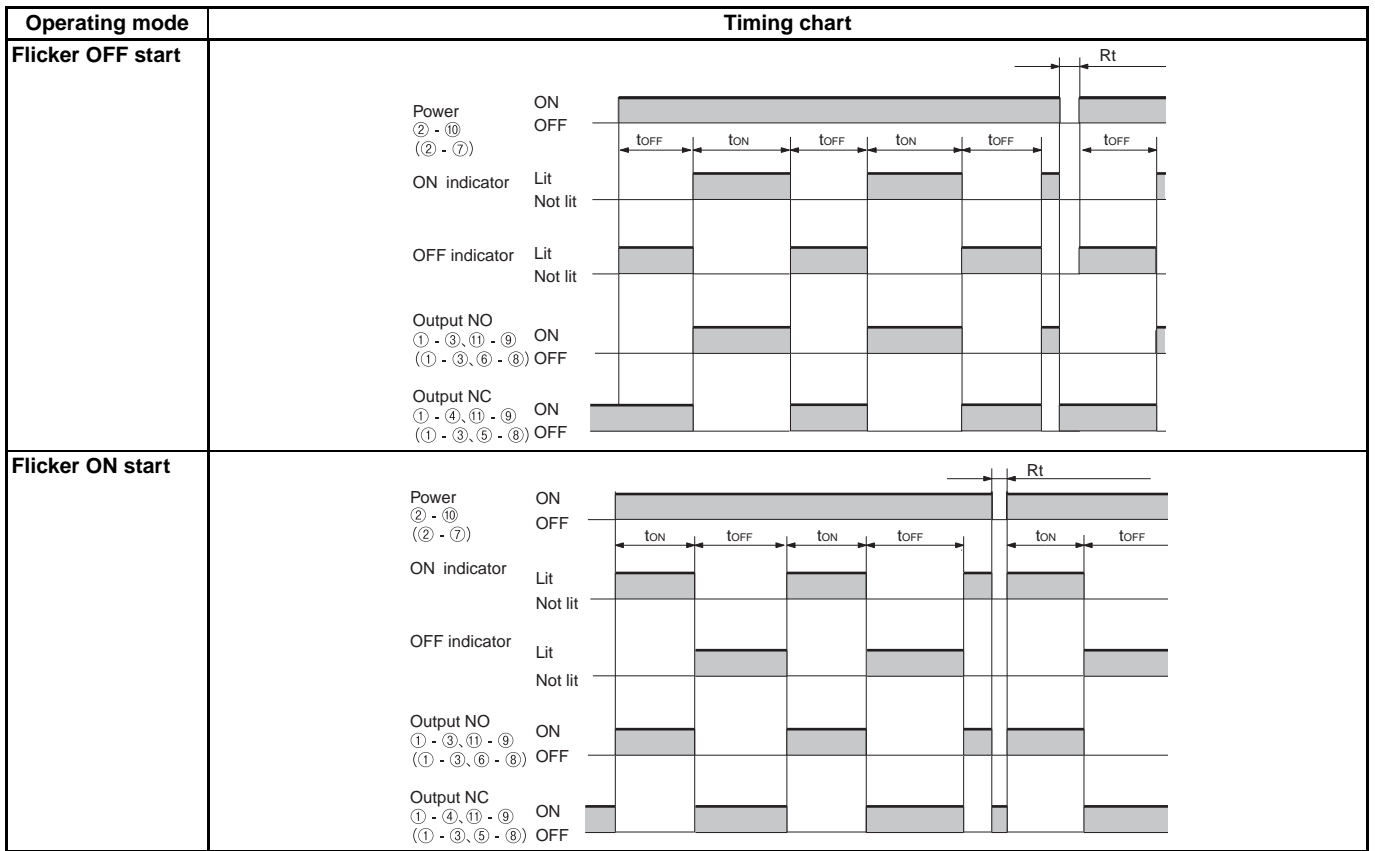 Operating mode
Timing chart
Flicker OFF start
Rt
Power
② - ⑩
(② - ⑦)
ON
OFF
tOFF tON tOFF tON tOFF tOFF
ON indicator
Lit
Not lit
OFF indicator
Lit
Not lit
Output NO
① - ③、⑪ - ⑨ ON
(① - ③、⑥ - ⑧) OFF
Output NC
① - ④、⑪ - ⑨ ON
(① - ③、⑤ - ⑧) OFF
Flicker ON start
Rt
Power
② - ⑩
(② - ⑦)
ON
OFF
tON tOFF tON tOFF tON tOFF
ON indicator
Lit
Not lit
OFF indicator
Lit
Not lit
Output NO
① - ③、⑪ - ⑨ ON
(① - ③、⑥ - ⑧) OFF
Output NC
① - ④、⑪ - ⑨ ON
(① - ③、⑤ - ⑧) OFF